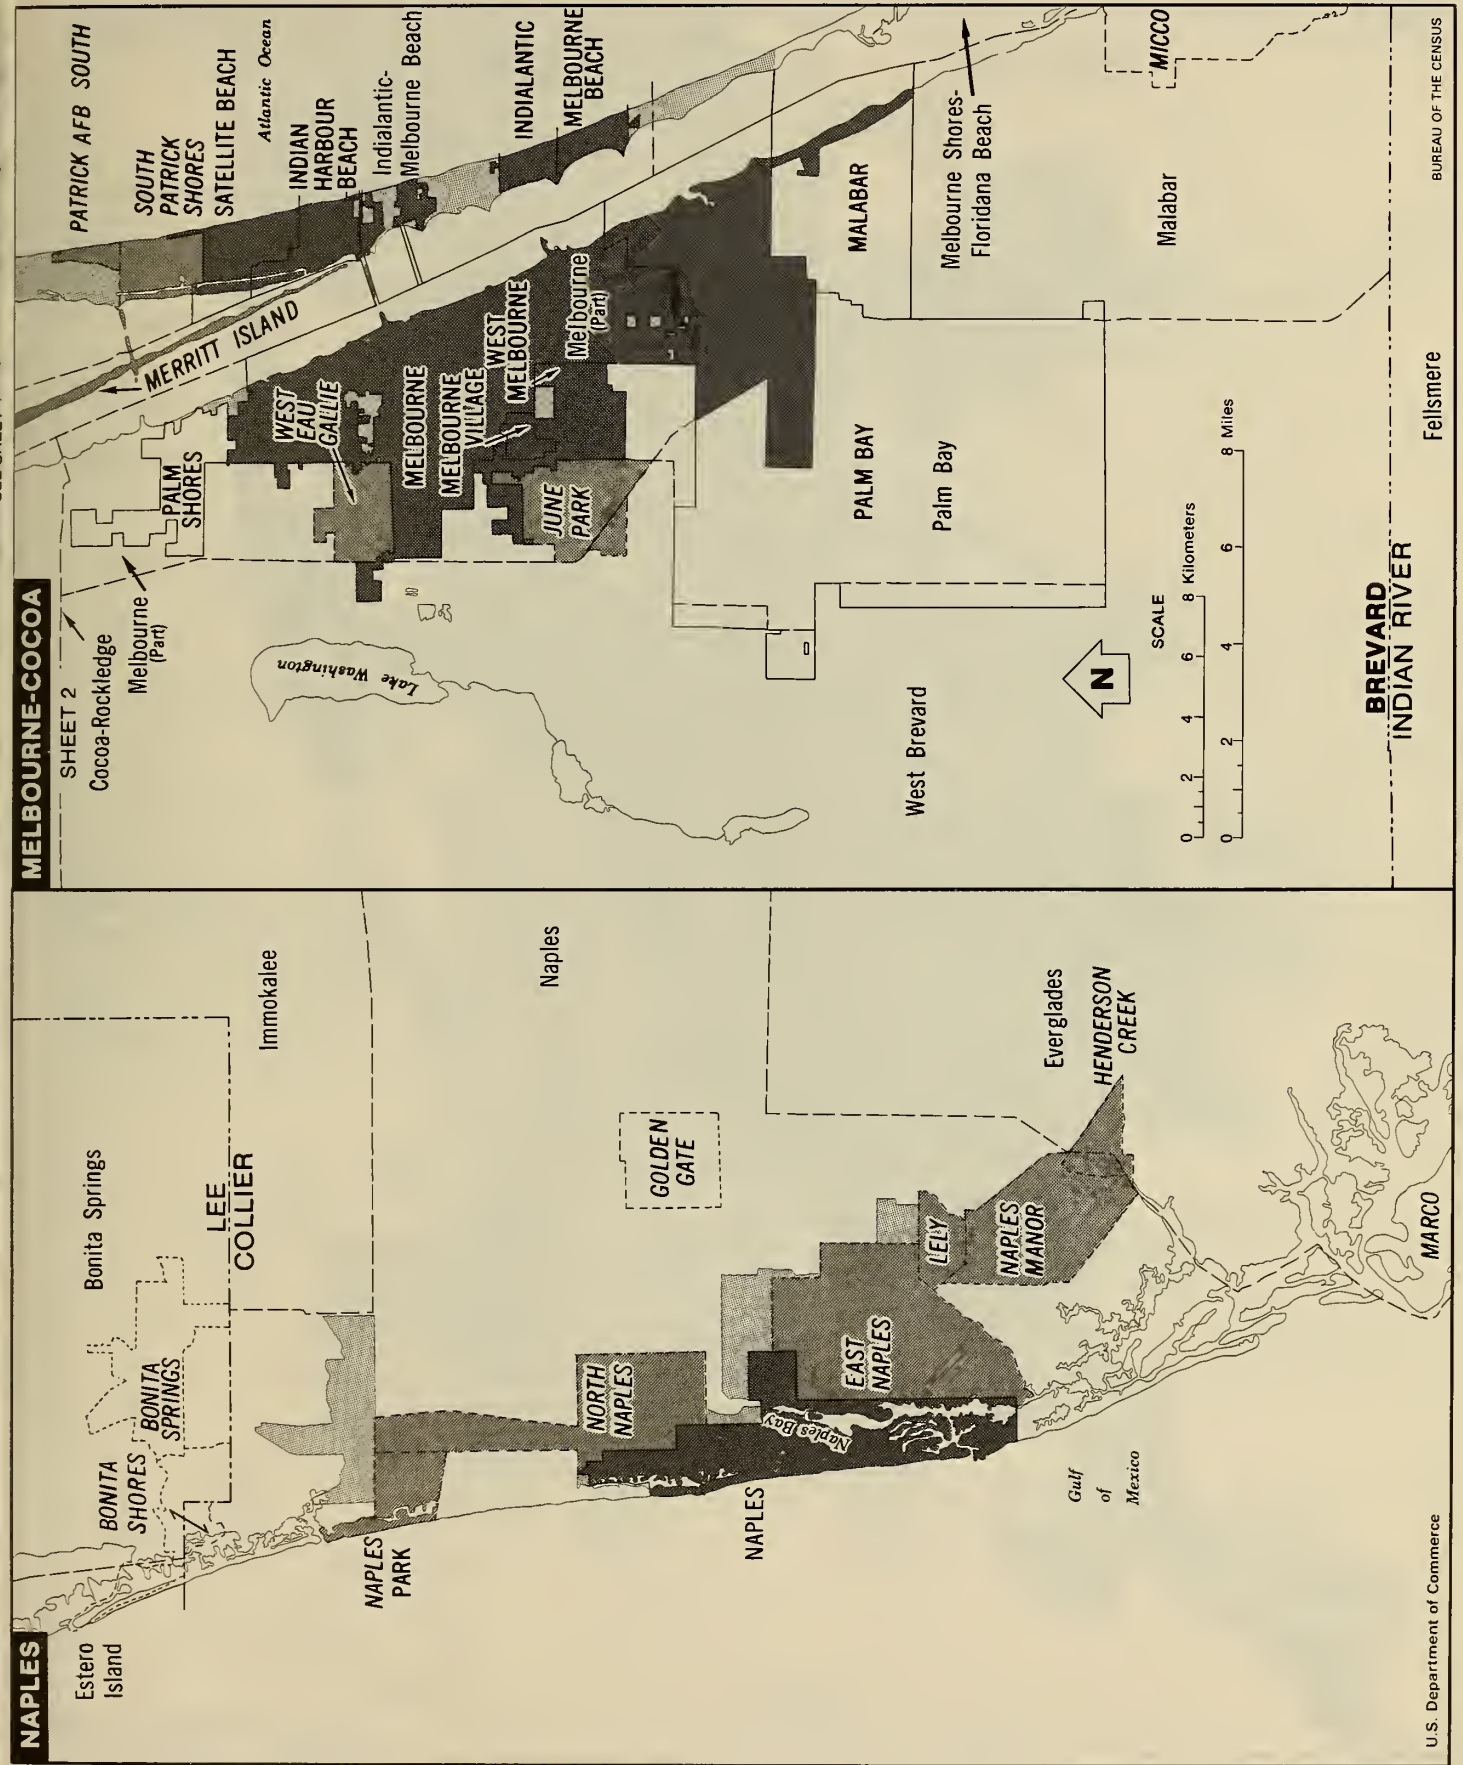 NAPLES
Estero
Island
BONITA
SHORES
BONITA
SPRINGS
Bonita Springs
LEE
COLLIER
Immokalee
NAPLES
PARK
NORTH
NAPLES
Naples
GOLDEN
GATE
NAPLES
Naples Bay
EAST
NAPLES
LELY
NAPLES
MANOR
Everglades
HENDERSON
CREEK
Gulf
of
Mexico
MARCO
U.S. Department of Commerce
MELBOURNE-COCOA
SHEET 2
Cocoa-Rockledge
Melbourne
(Part)
PALM
SHORES
MERRITT ISLAND
PATRICK AFB SOUTH
SOUTH
PATRICK
SHORES
SATELLITE BEACH
Atlantic Ocean
INDIAN
HARBOUR
BEACH
Indialantic-
Melbourne Beach
INDIALANTIC
MELBOURNE
BEACH
WEST
EAU
GALLIE
MELBOURNE
MELBOURNE
VILLAGE
WEST
MELBOURNE
Melbourne
(Part)
JUNE
PARK
Lake Washington
PALM BAY
Palm Bay
MALABAR
Melbourne Shores-
Floridana Beach
Malabar
MICCO
West Brevard
N
SCALE
0 2 4 6 8 Kilometers
0 2 4 6 8 Miles
BREVARD
INDIAN RIVER
Fellsmere
BUREAU OF THE CENSUS